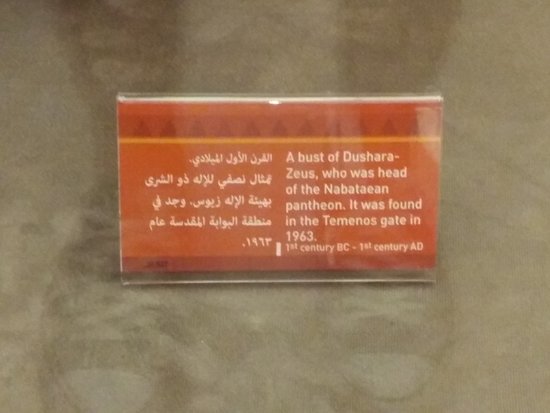 القرن الأول الميلادي.
تمثال نصفي للإله ذو الشرى
بهيئة الإله زيوس. وجد في
منطقة البوابة المقدسة عام
١٩٦٣.
A bust of Dushara-
Zeus, who was head
of the Nabataean
pantheon. It was found
in the Temenos gate in
1963.
1st century BC - 1st century AD